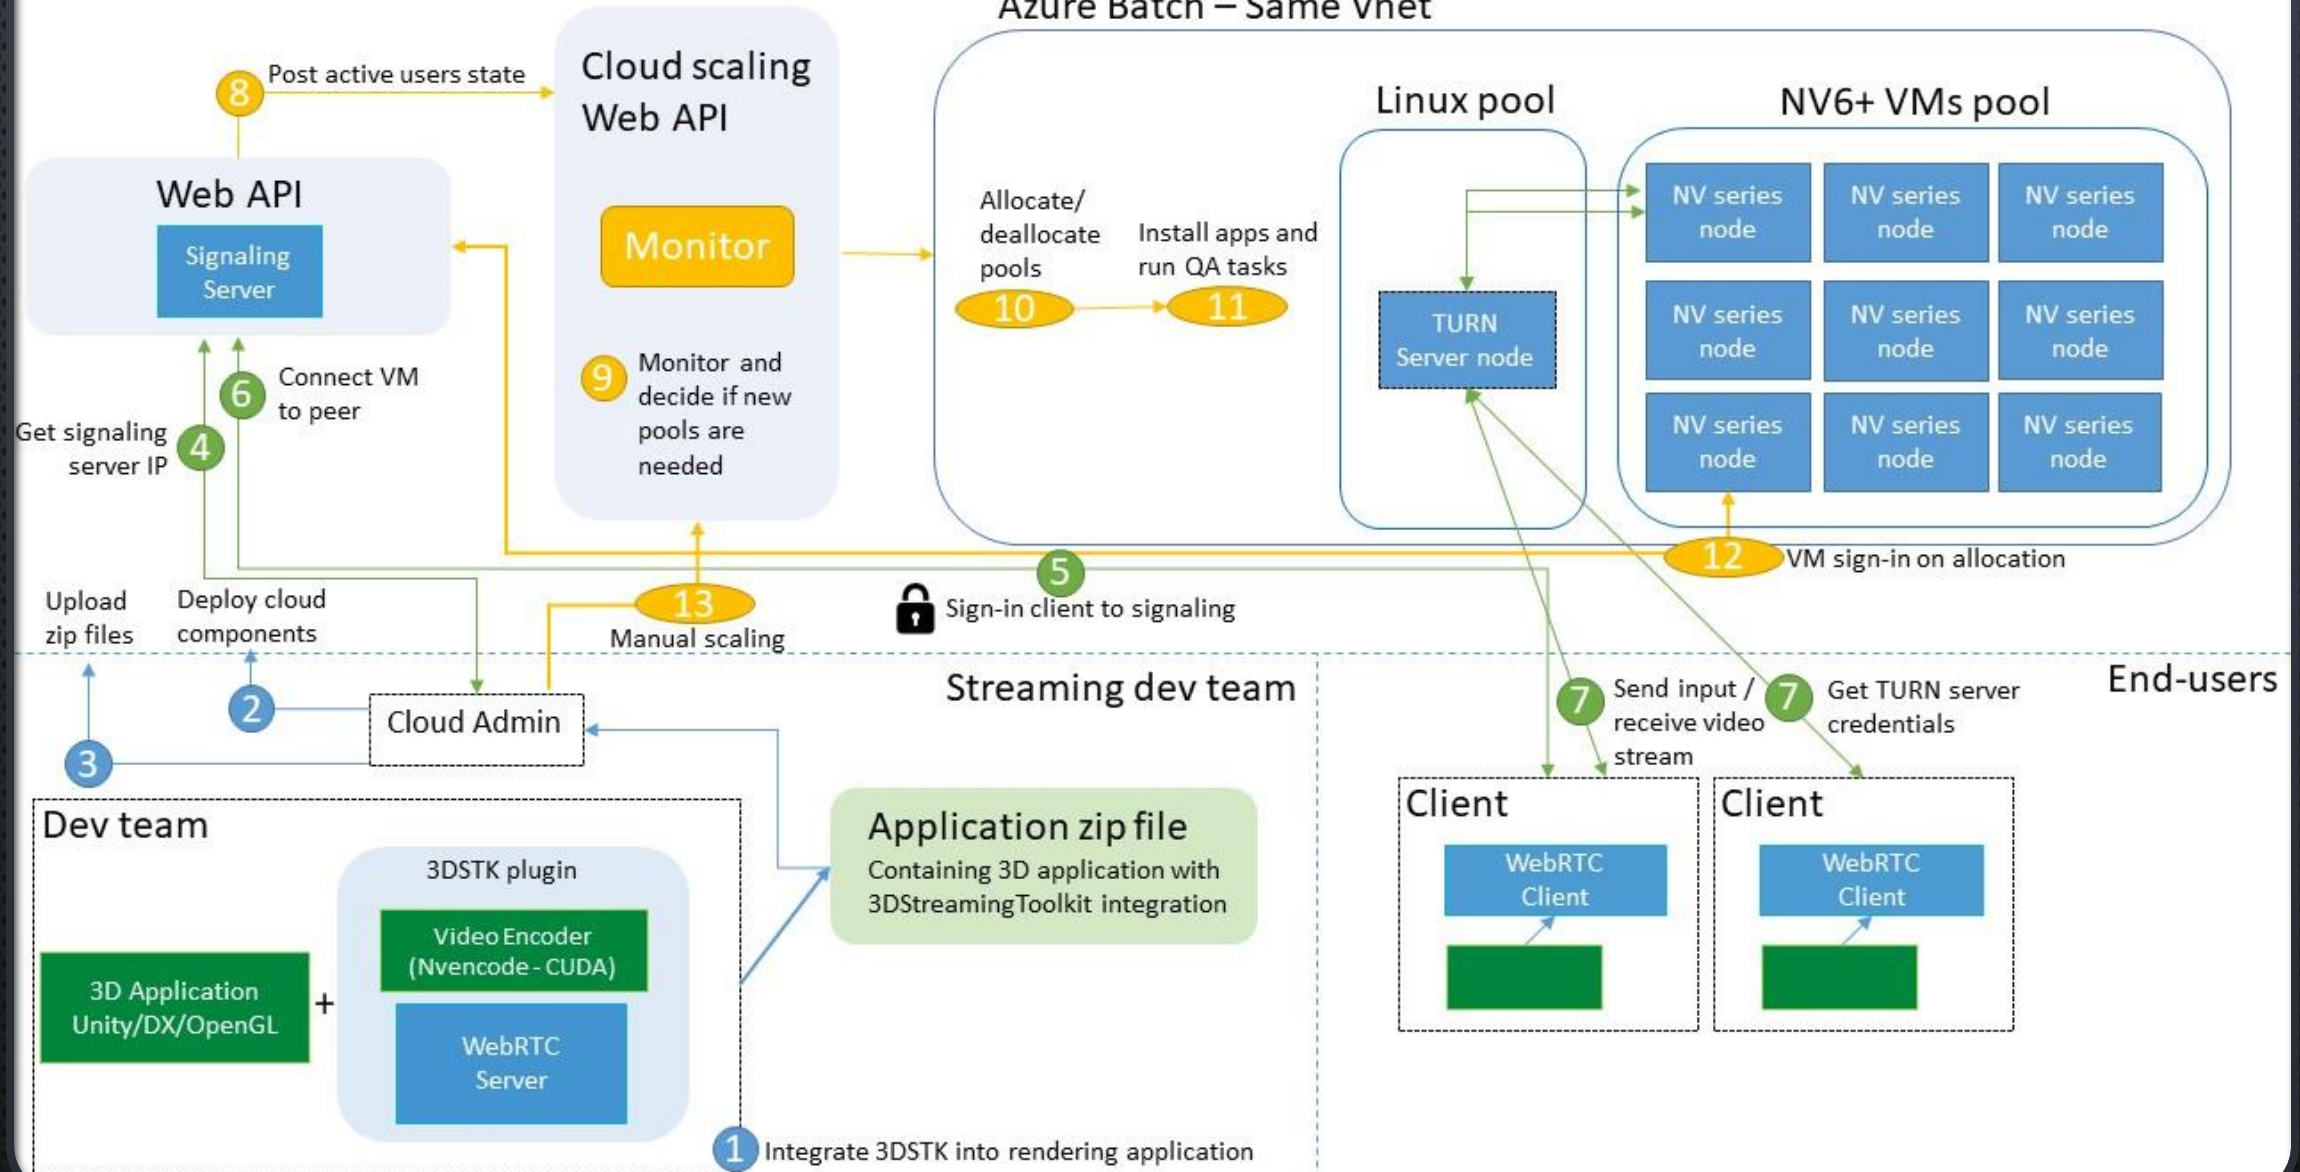 Azure Batch – Same Vnet
8
Post active users state
Cloud scaling
Web API
Linux pool
NV6+ VMs pool
Web API
Signaling
Server
Monitor
Allocate/
deallocate
pools
10
Install apps and
run QA tasks
11
TURN
Server node
NV series
node
NV series
node
NV series
node
NV series
node
NV series
node
NV series
node
NV series
node
NV series
node
NV series
node
9
Monitor and
decide if new
pools are
needed
6
Connect VM
to peer
Get signaling
server IP
4
5
Sign-in client to signaling
12
VM sign-in on allocation
13
Manual scaling
Upload
zip files
Deploy cloud
components
2
3
Cloud Admin
Streaming dev team
End-users
7
Send input /
receive video
stream
7
Get TURN server
credentials
Dev team
3DSTK plugin
Video Encoder
(Nvencode - CUDA)
3D Application
Unity/DX/OpenGL
+
WebRTC
Server
Application zip file
Containing 3D application with
3DStreamingToolkit integration
Client
WebRTC
Client
Client
WebRTC
Client
1
Integrate 3DSTK into rendering application